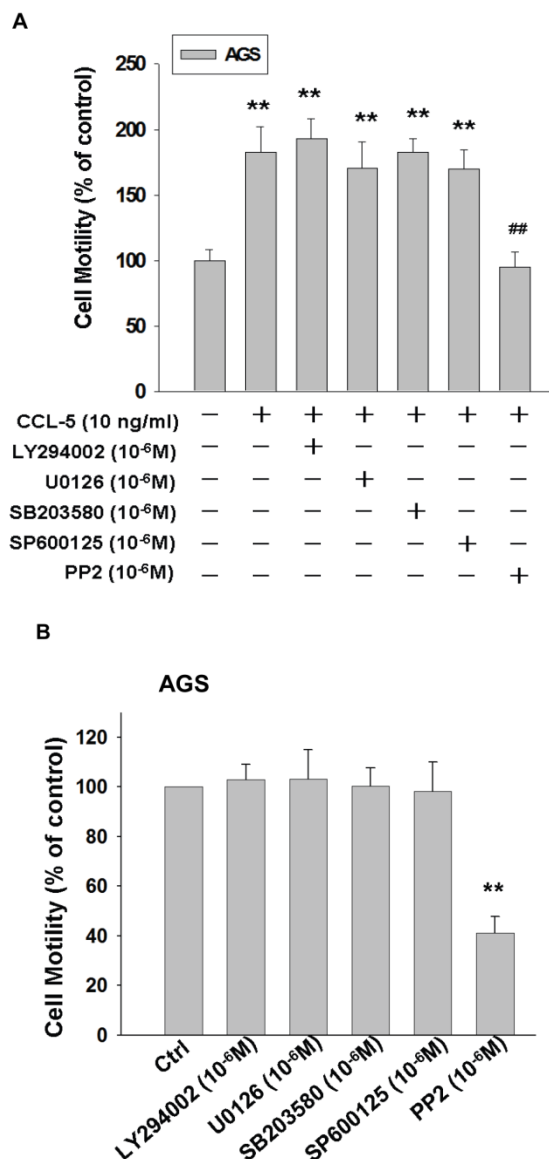 A
AGS
Cell Motility (% of control)
250
200
150
100
50
0
** ** ** ** ** ##
CCL-5 (10 ng/ml) — + + + + + +
LY294002 (10-6M) — — + — — — —
U0126 (10-6M) — — — + — — —
SB203580 (10-6M) — — — — + — —
SP600125 (10-6M) — — — — — + —
PP2 (10-6M) — — — — — — +
B
AGS
Cell Motility (% of control)
120
100
80
60
40
20
0
**
Ctrl
LY294002 (10-6M)
U0126 (10-6M)
SB203580 (10-6M)
SP600125 (10-6M)
PP2 (10-6M)